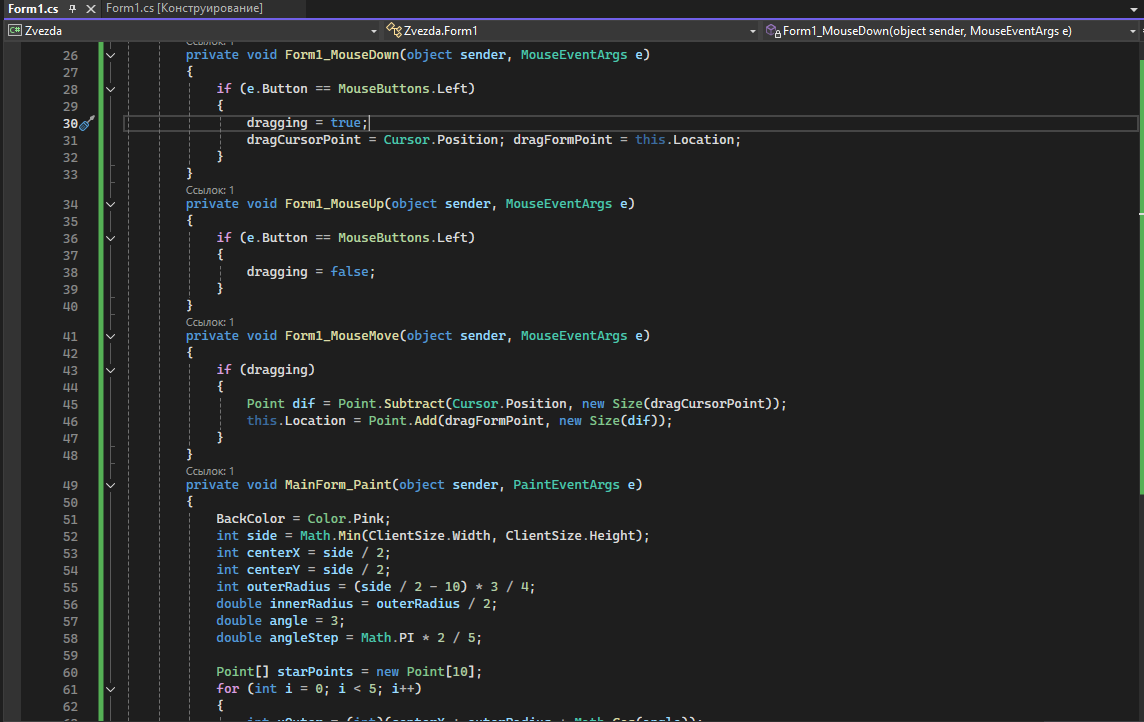 Form1.cs Form1.cs [Конструирование]
C# Zvezda Zvezda.Form1 Form1_MouseDown(object sender, MouseEventArgs e)
Ссылок: 1
26 private void Form1_MouseDown(object sender, MouseEventArgs e)
27 {
28 if (e.Button == MouseButtons.Left)
29 {
30 dragging = true;
31 dragCursorPoint = Cursor.Position; dragFormPoint = this.Location;
32 }
33 }
Ссылок: 1
34 private void Form1_MouseUp(object sender, MouseEventArgs e)
35 {
36 if (e.Button == MouseButtons.Left)
37 {
38 dragging = false;
39 }
40 }
Ссылок: 1
41 private void Form1_MouseMove(object sender, MouseEventArgs e)
42 {
43 if (dragging)
44 {
45 Point dif = Point.Subtract(Cursor.Position, new Size(dragCursorPoint));
46 this.Location = Point.Add(dragFormPoint, new Size(dif));
47 }
48 }
Ссылок: 1
49 private void MainForm_Paint(object sender, PaintEventArgs e)
50 {
51 BackColor = Color.Pink;
52 int side = Math.Min(ClientSize.Width, ClientSize.Height);
53 int centerX = side / 2;
54 int centerY = side / 2;
55 int outerRadius = (side / 2 - 10) * 3 / 4;
56 double innerRadius = outerRadius / 2;
57 double angle = 3;
58 double angleStep = Math.PI * 2 / 5;
59
60 Point[] starPoints = new Point[10];
61 for (int i = 0; i < 5; i++)
62 {